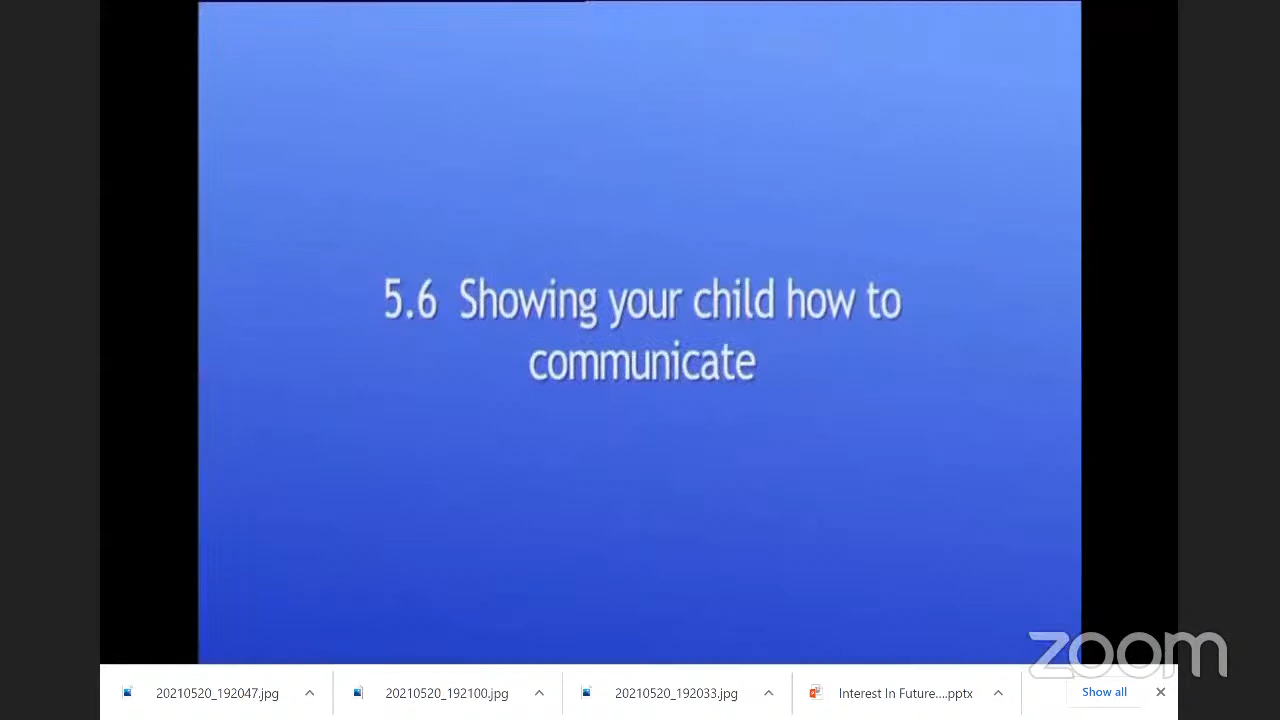 5.6 Showing your child how to
communicate
zoom
20210520_192047.jpg
20210520_192100.jpg
20210520_192033.jpg
Interest In Future....pptx
Show all